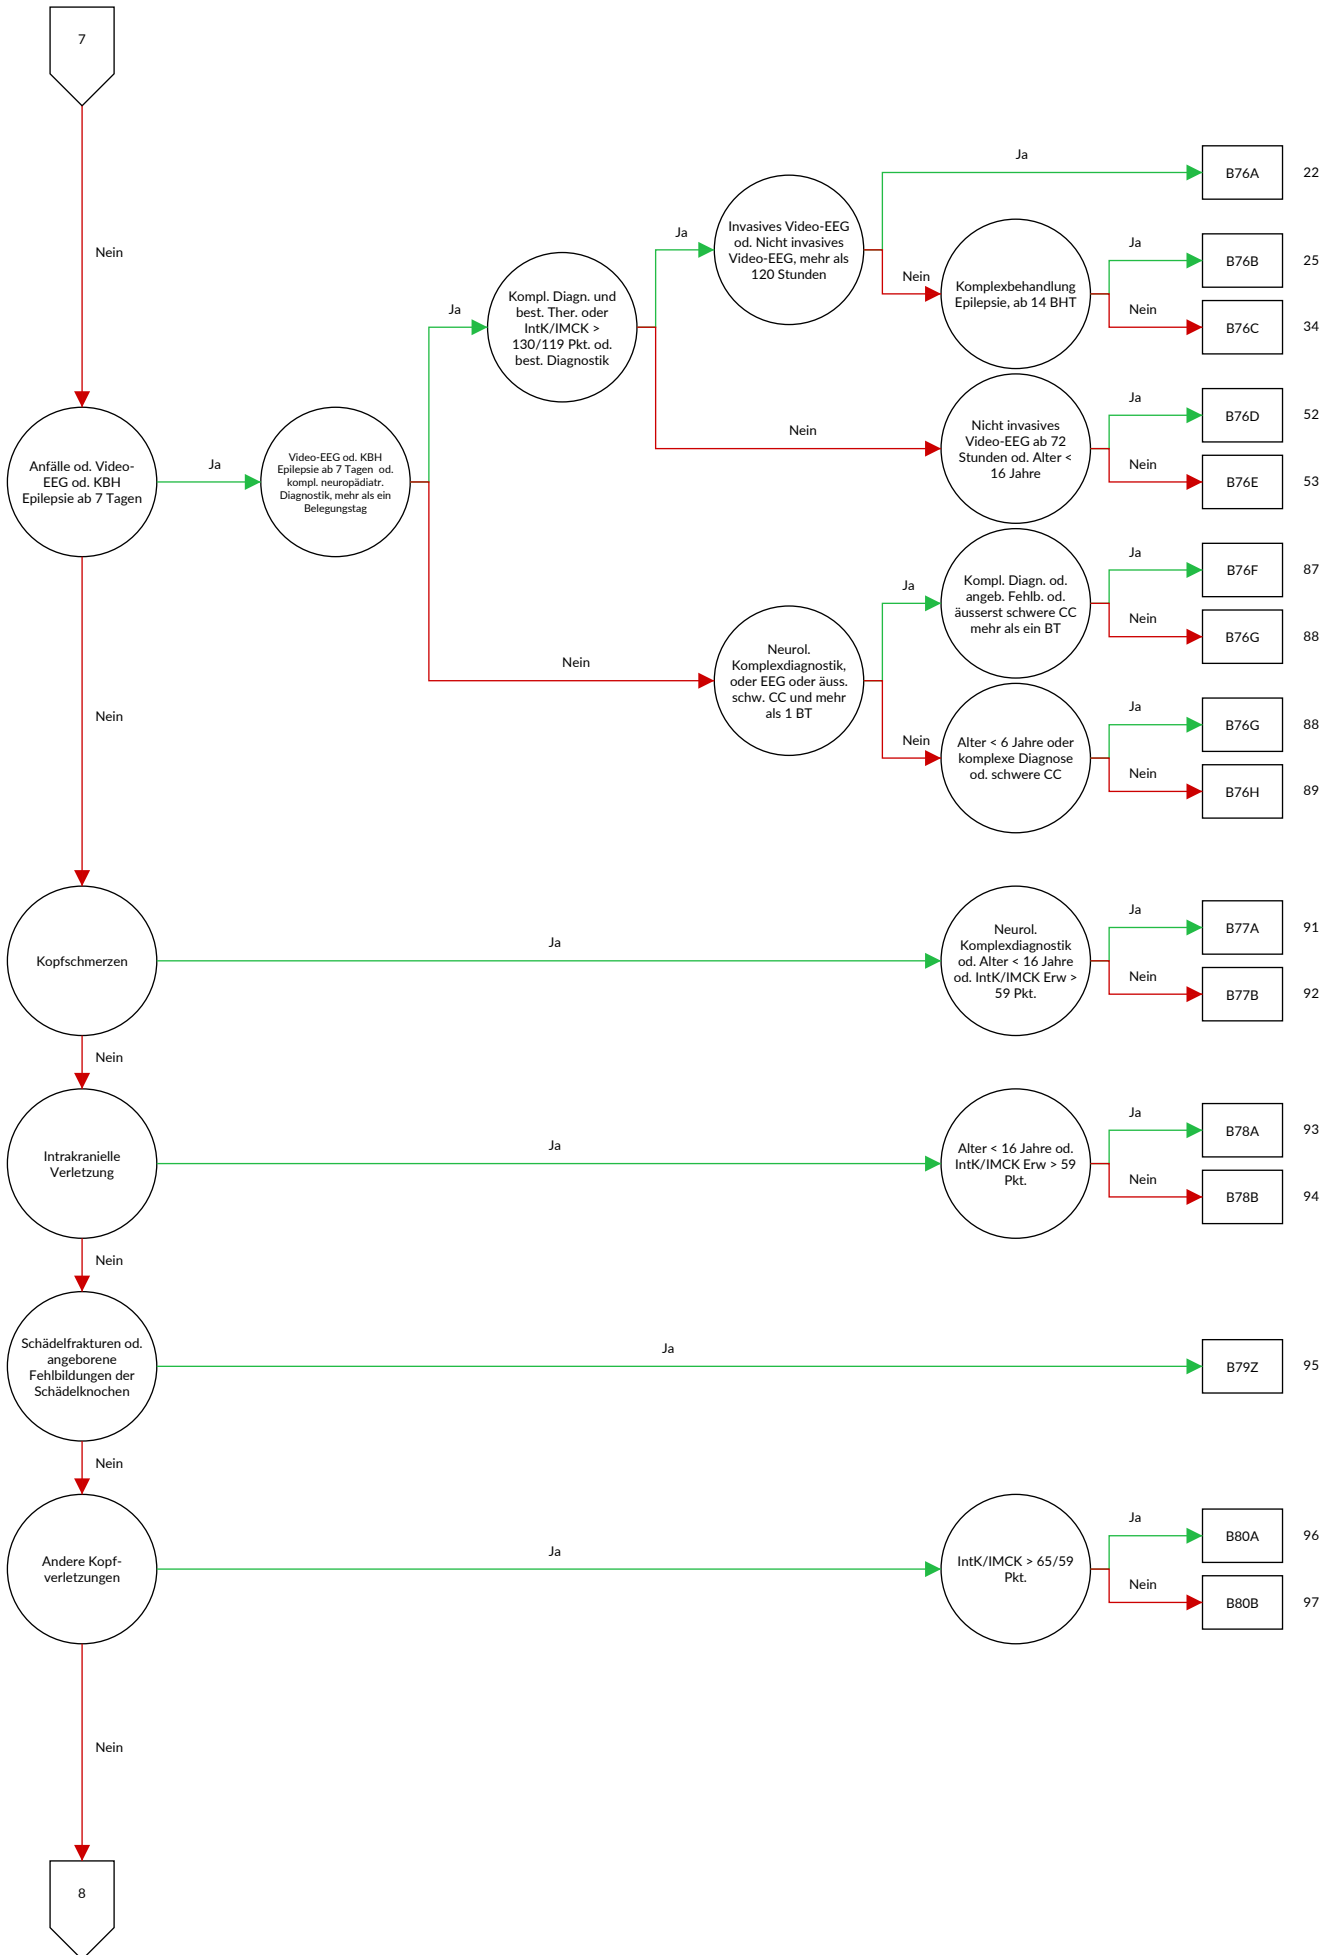 7
Nein
Ja
B76A
22
Invasives Video-EEG
od. Nicht invasives
Video-EEG, mehr als
120 Stunden
Ja
Nein
Komplexbehandlung
Epilepsie, ab 14 BHT
Ja
B76B
25
Nein
B76C
34
Kompl. Diagn. und
best. Ther. oder
IntK/IMCK >
130/119 Pkt. od.
best. Diagnostik
Ja
Nein
Nicht invasives
Video-EEG ab 72
Stunden od. Alter <
16 Jahre
Ja
B76D
52
Nein
B76E
53
Anfälle od. Video-
EEG od. KBH
Epilepsie ab 7 Tagen
Ja
Video-EEG od. KBH
Epilepsie ab 7 Tagen od.
kompl. neuropädiatr.
Diagnostik, mehr als ein
Belegungstag
Nein
Neurol.
Komplexdiagnostik,
oder EEG oder äuss.
schw. CC und mehr
als 1 BT
Ja
Kompl. Diagn. od.
angeb. Fehlb. od.
äusserst schwere CC
mehr als ein BT
Ja
B76F
87
Nein
B76G
88
Nein
Alter < 6 Jahre oder
komplexe Diagnose
od. schwere CC
Ja
B76G
88
Nein
B76H
89
Nein
Kopfschmerzen
Ja
Neurol.
Komplexdiagnostik
od. Alter < 16 Jahre
od. IntK/IMCK Erw >
59 Pkt.
Ja
B77A
91
Nein
B77B
92
Nein
Intrakranielle
Verletzung
Ja
Alter < 16 Jahre od.
IntK/IMCK Erw > 59
Pkt.
Ja
B78A
93
Nein
B78B
94
Nein
Schädelfrakturen od.
angeborene
Fehlbildungen der
Schädelknochen
Ja
B79Z
95
Nein
Andere Kopf-
verletzungen
Ja
IntK/IMCK > 65/59
Pkt.
Ja
B80A
96
Nein
B80B
97
Nein
8